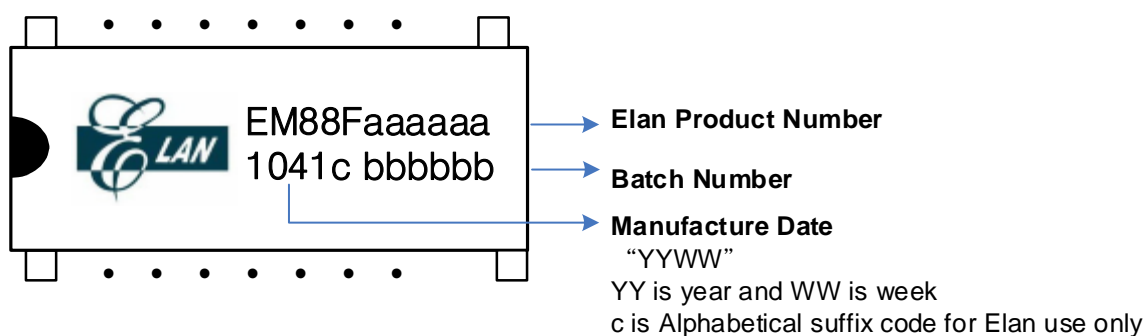 ELAN
EM88Faaaaaa
1041c bbbbbb
Elan Product Number
Batch Number
Manufacture Date
“YYWW”
YY is year and WW is week
c is Alphabetical suffix code for Elan use only